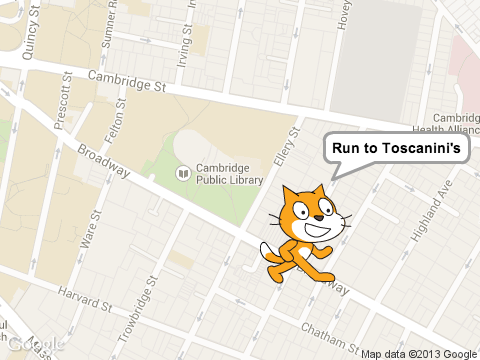 Quincy St
Sumner Rd
Irving St
Hovey
Prescott St
Cambridge St
Felton St
Cambridge
Health Alliance
Ellery St
Run to Toscanini's
Broadway
Cambridge
Public Library
Highland Ave
Ware St
Trowbridge St
Harvard St
Broadway
Chatham St
Google
Map data ©2013 Google